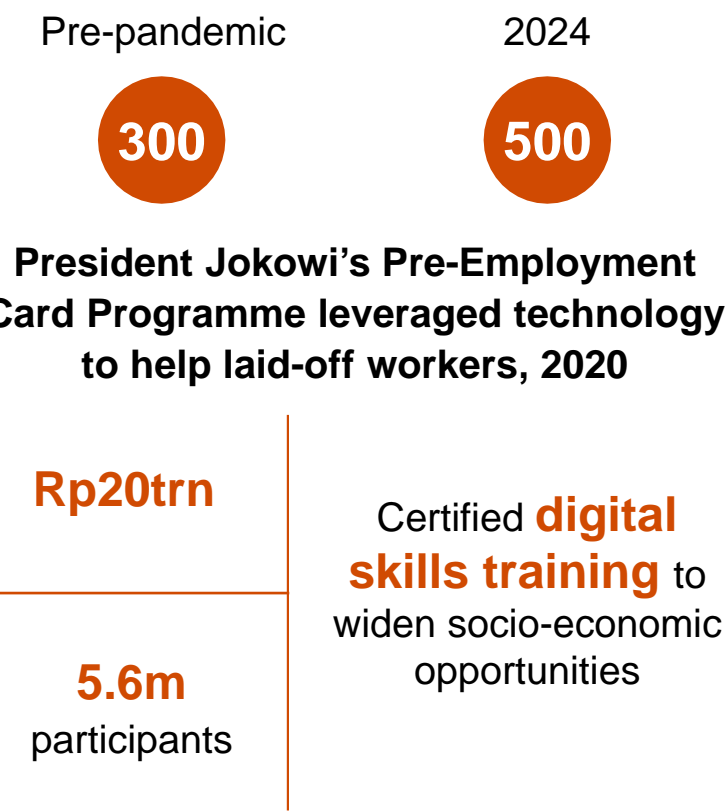 Pre-pandemic 2024
300 500
President Jokowi’s Pre-Employment
Card Programme leveraged technology
to help laid-off workers, 2020
Rp20trn
5.6m
participants
Certified digital
skills training to
widen socio-economic
opportunities